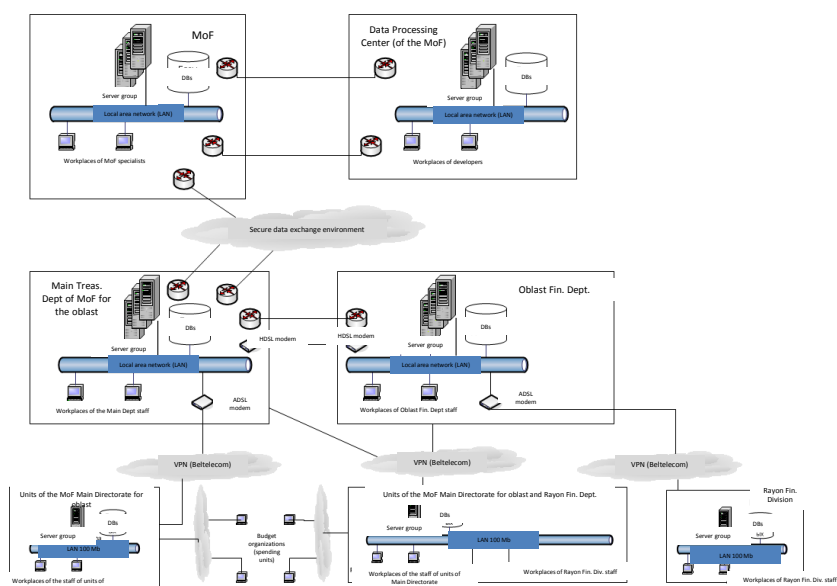 MoF
DBs
Server group
Local area network (LAN)
Workplaces of MoF specialists
Data Processing
Center (of the MoF)
DBs
Server group
Local area network (LAN)
Workplaces of developers
Secure data exchange environment
Main Treas.
Dept of MoF for
the oblast
DBs
Server group
Local area network (LAN)
Workplaces of the Main Dept staff
HDSL modem
ADSL
modem
Oblast Fin. Dept.
HDSL modem
DBs
Server group
Local area network (LAN)
Workplaces of Oblast Fin. Dept staff
ADSL
modem
VPN (Beltelecom)
VPN (Beltelecom)
VPN (Beltelecom)
Units of the MoF Main Directorate for
oblast
DBs
Server group
LAN 100 Mb
Workplaces of the staff of units of
Budget
organizations
(spending
units)
Units of the MoF Main Directorate for oblast and Rayon Fin. Dept.
DBs
Server group
LAN 100 Mb
Workplaces of the staff of units of
Main Directorate
Workplaces of Rayon Fin. Div. staff
Rayon Fin.
Division
DBs
Server group
LAN 100 Mb
Workplaces of Rayon Fin. Div. staff